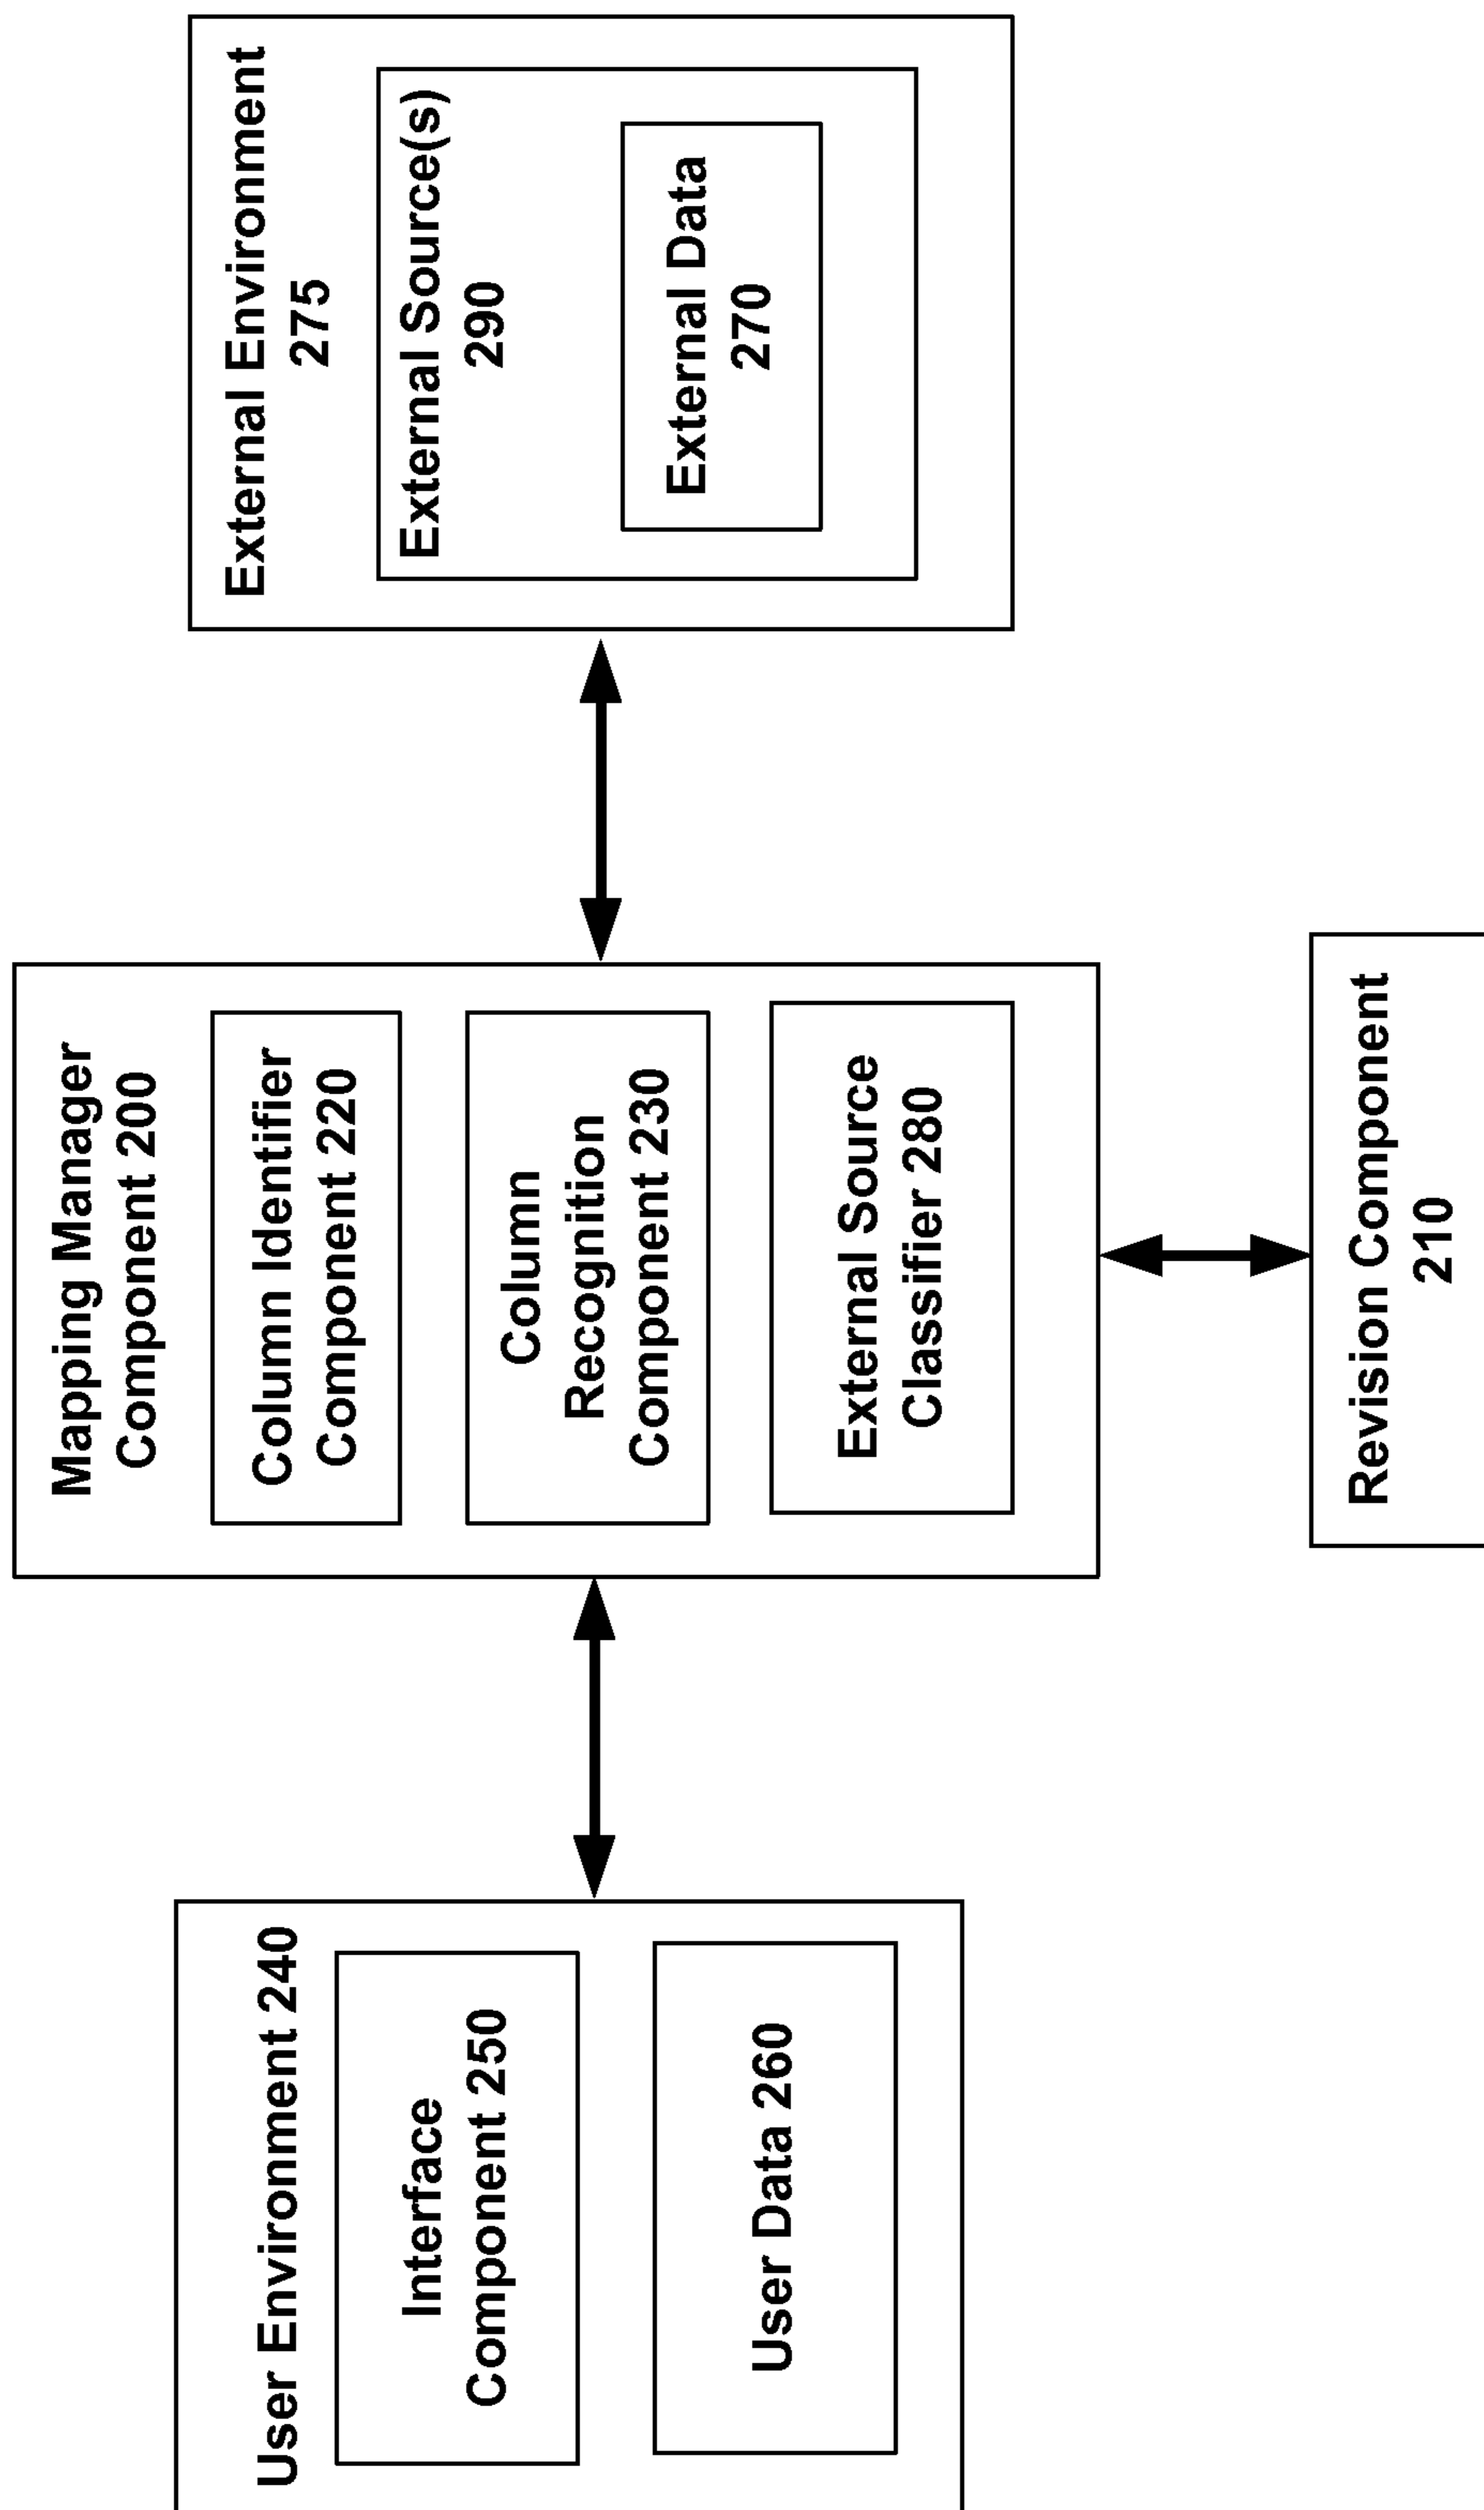 User Environment 240
Interface
Component 250
User Data 260
Mapping Manager
Component 200
Column Identifier
Component 220
Column
Recognition
Component 230
External Source
Classifier 280
External Environment
275
External Source(s)
290
External Data
270
Revision Component
210